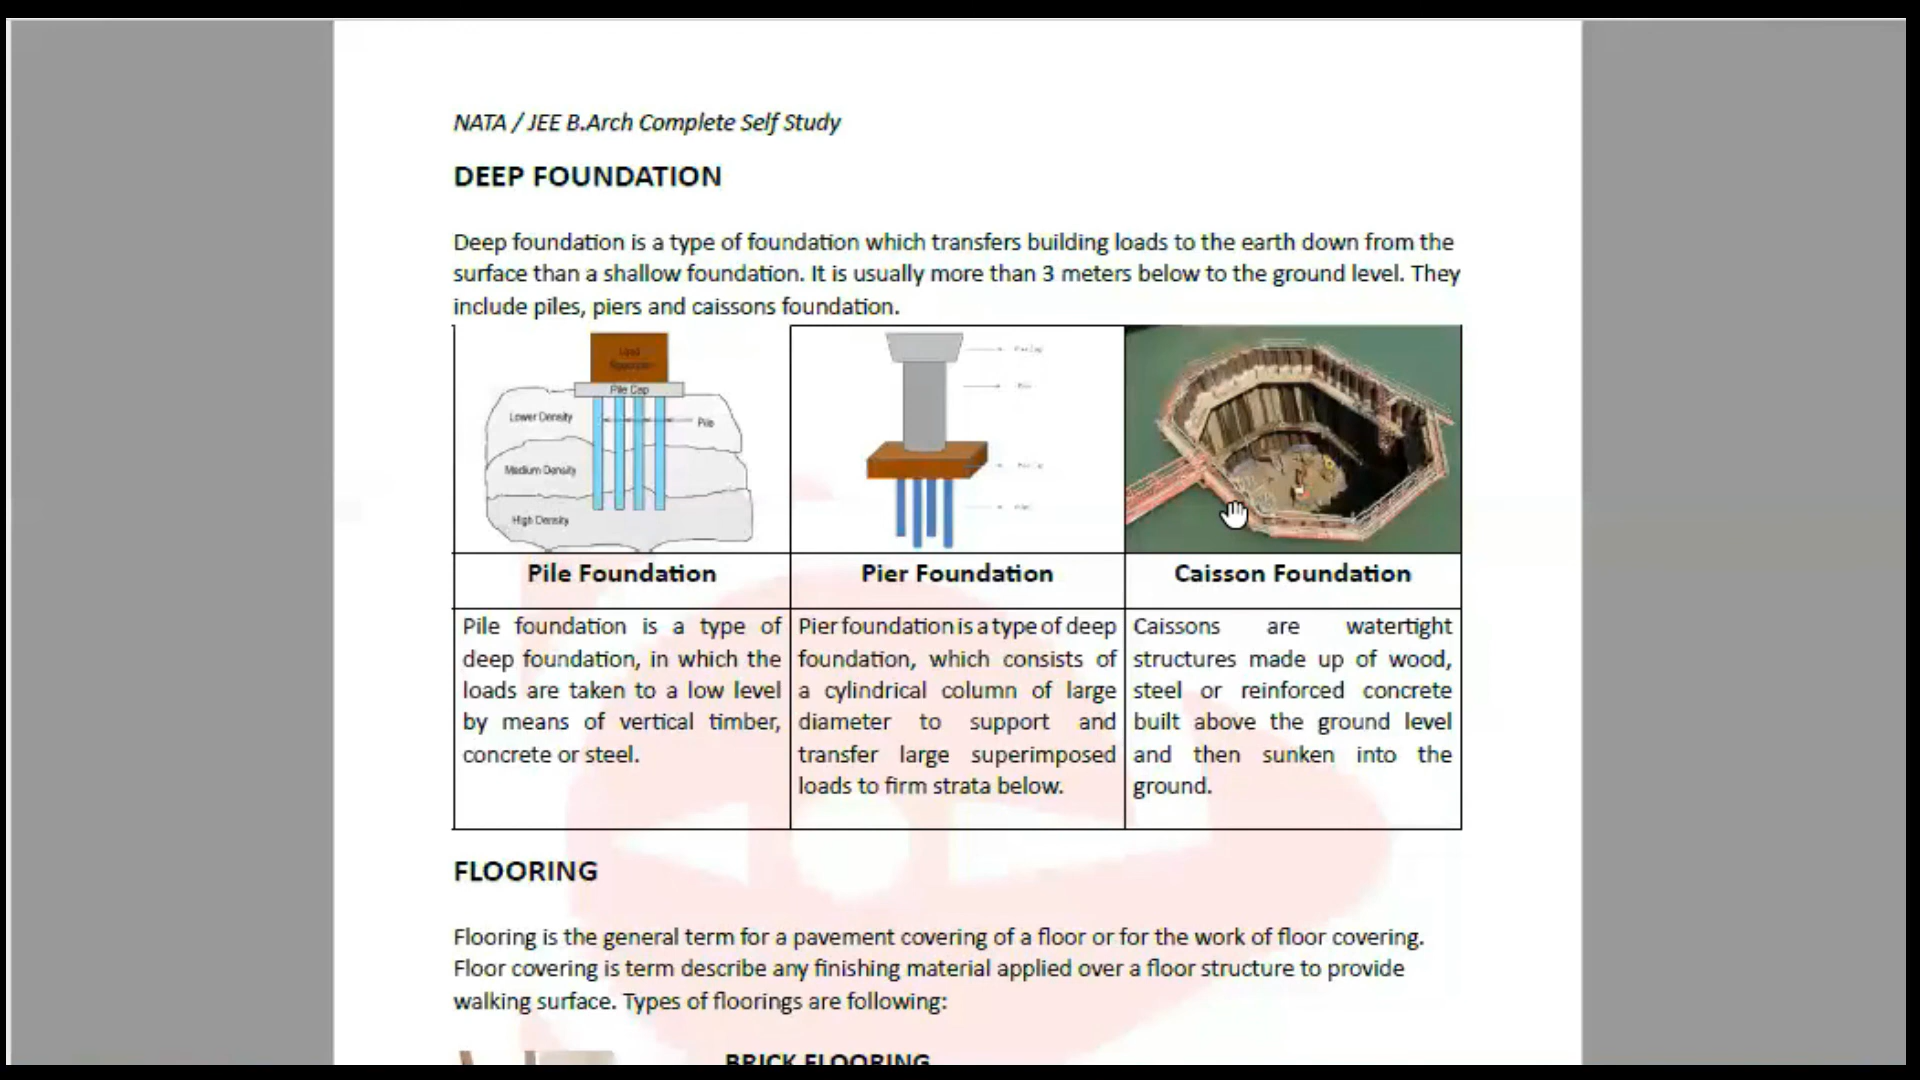 NATA / JEE B.Arch Complete Self Study
DEEP FOUNDATION
Deep foundation is a type of foundation which transfers building loads to the earth down from the
surface than a shallow foundation. It is usually more than 3 meters below to the ground level. They
include piles, piers and caissons foundation.
Pile Cap
Lower Density
Pile
Medium Density
High Density
Pile Foundation
Pier Foundation
Caisson Foundation
Pile foundation is a type of
deep foundation, in which the
loads are taken to a low level
by means of vertical timber,
concrete or steel.
Pier foundation is a type of deep
foundation, which consists of
a cylindrical column of large
diameter to support and
transfer large superimposed
loads to firm strata below.
Caissons are watertight
structures made up of wood,
steel or reinforced concrete
built above the ground level
and then sunken into the
ground.
FLOORING
Flooring is the general term for a pavement covering of a floor or for the work of floor covering.
Floor covering is term describe any finishing material applied over a floor structure to provide
walking surface. Types of floorings are following:
BRICK FLOORING